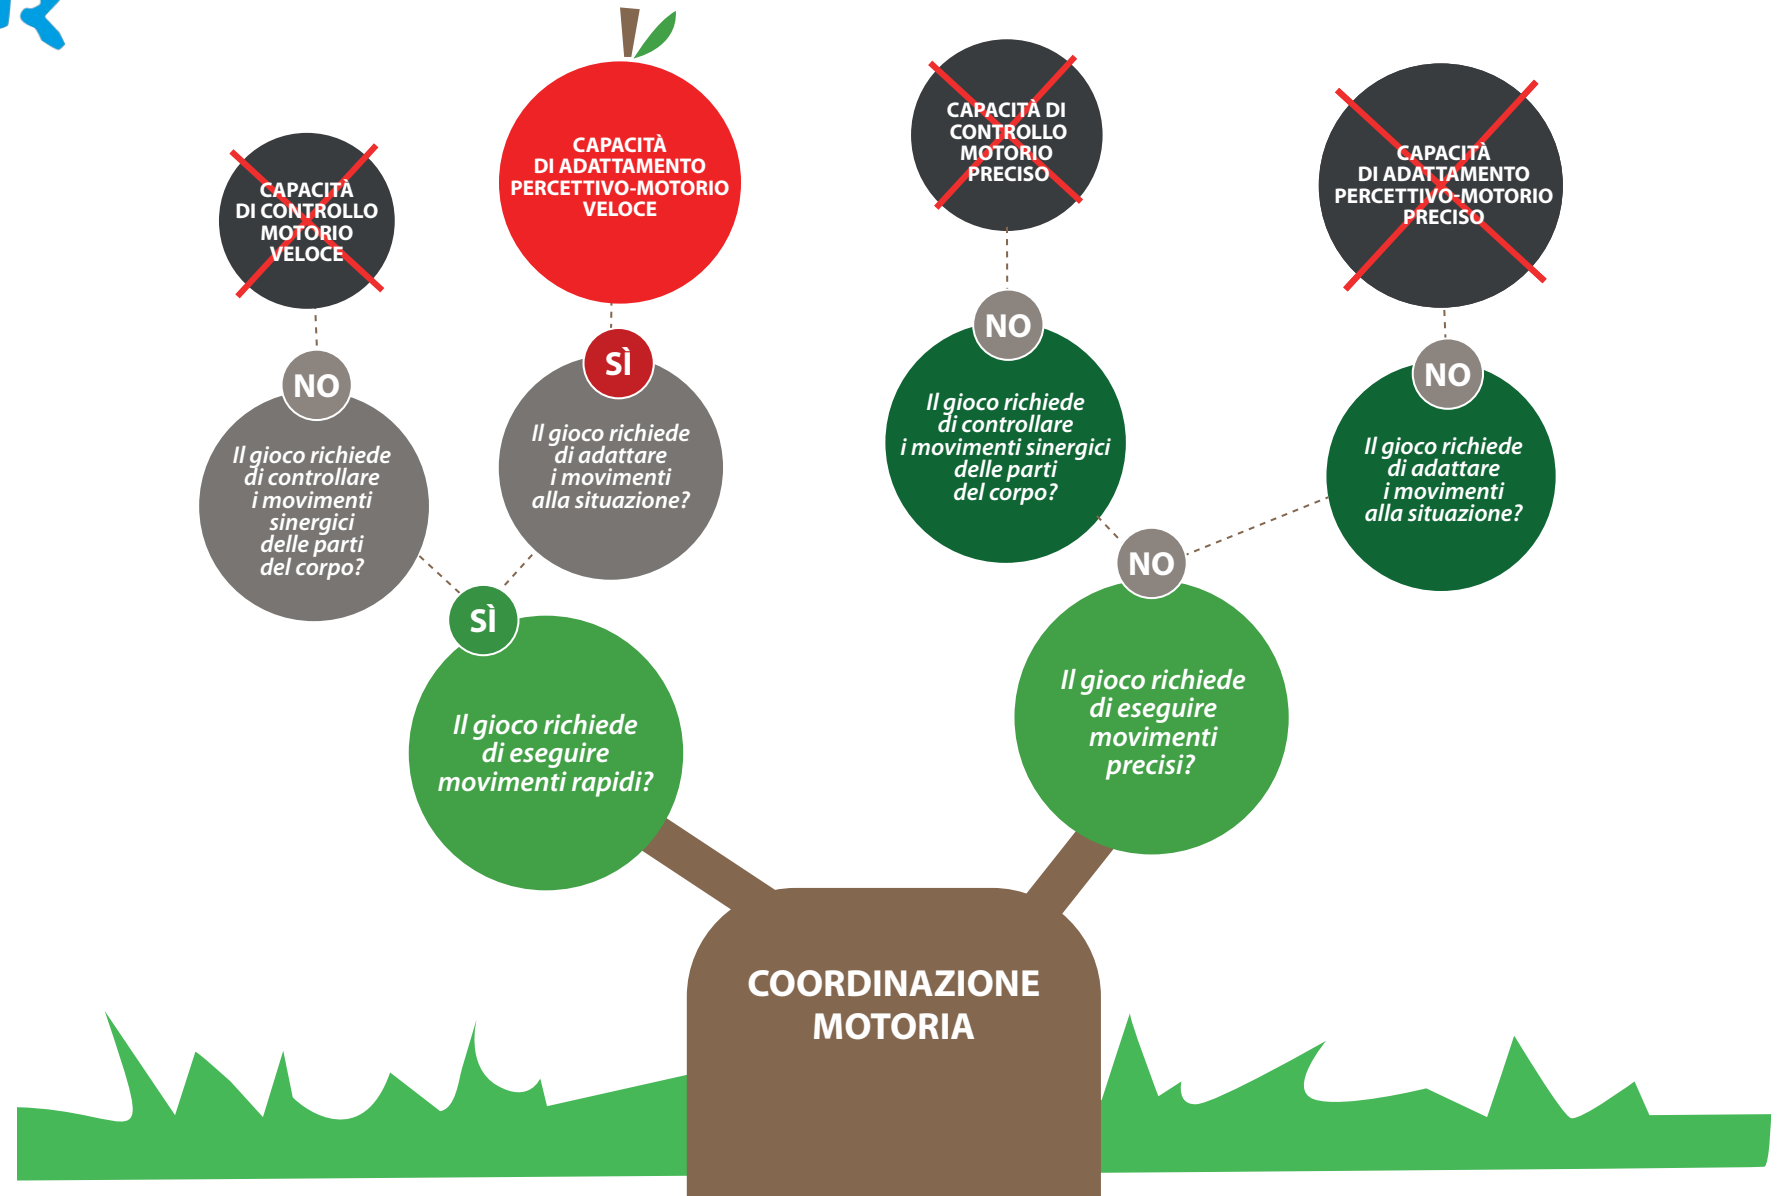 CAPACITÀ
DI CONTROLLO
MOTORIO
VELOCE
CAPACITÀ
DI ADATTAMENTO
PERCETTIVO-MOTORIO
VELOCE
CAPACITÀ DI
CONTROLLO
MOTORIO
PRECISO
CAPACITÀ
DI ADATTAMENTO
PERCETTIVO-MOTORIO
PRECISO
NO
SÌ
NO
NO
Il gioco richiede
di controllare
i movimenti
sinergici
delle parti
del corpo?
Il gioco richiede
di adattare
i movimenti
alla situazione?
Il gioco richiede
di controllare
i movimenti sinergici
delle parti
del corpo?
Il gioco richiede
di adattare
i movimenti
alla situazione?
SÌ
NO
Il gioco richiede
di eseguire
movimenti rapidi?
Il gioco richiede
di eseguire
movimenti
precisi?
COORDINAZIONE
MOTORIA